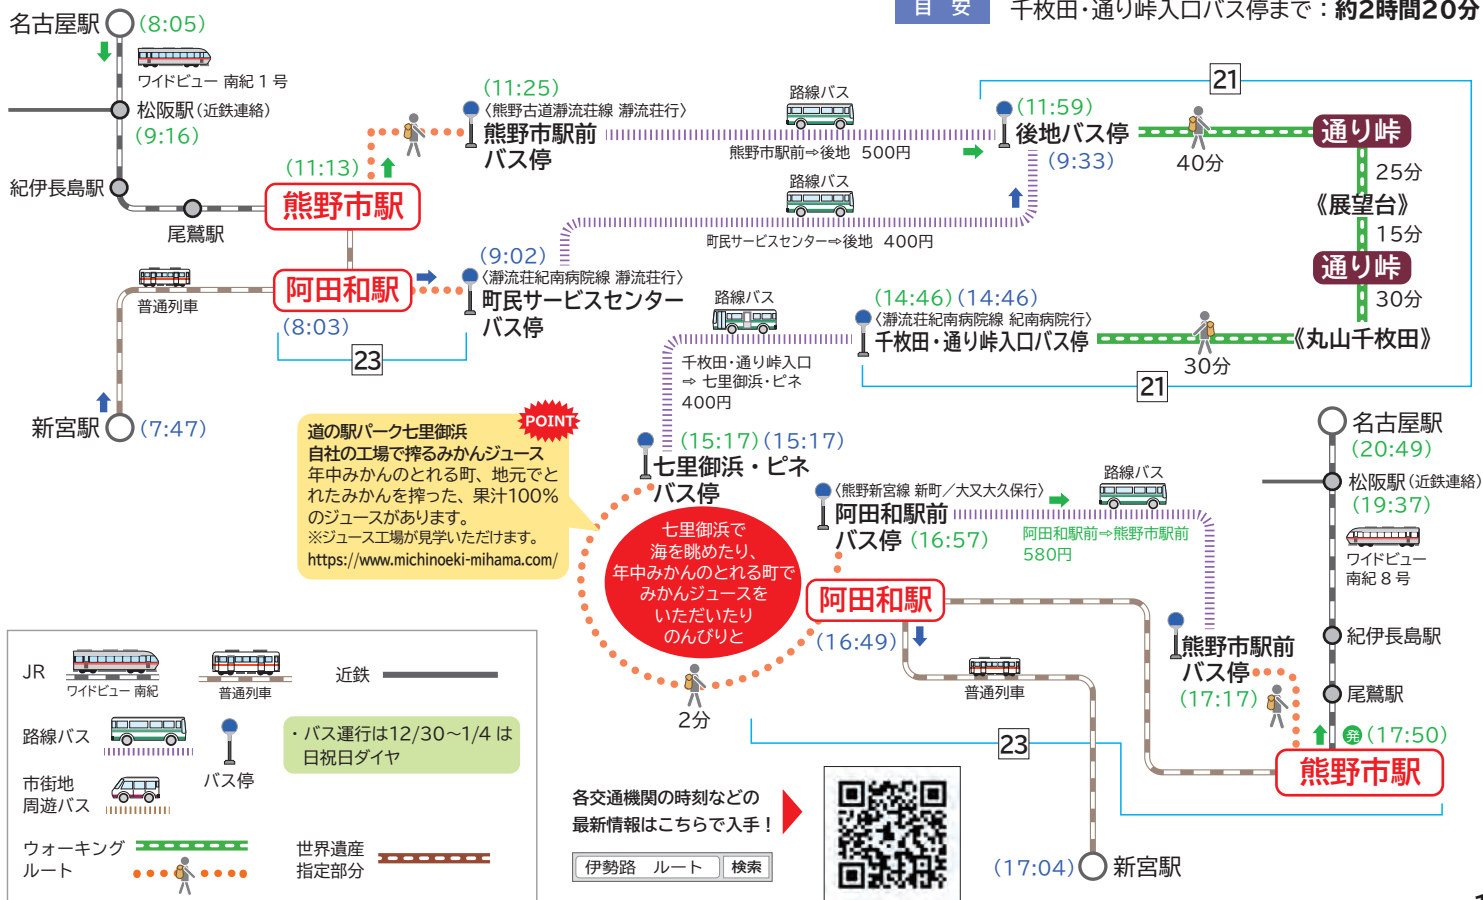 目 安
千枚田・通り峠入口バス停まで：約2時間20分
名古屋駅
(8:05)
ワイドビュー 南紀 1 号
松阪駅(近鉄連絡)
(9:16)
紀伊長島駅
尾鷲駅
(11:13)
熊野市駅
(11:25)
〈熊野古道瀞流荘線 瀞流荘行〉
熊野市駅前
バス停
路線バス
熊野市駅前⇨後地 500円
21
(11:59)
後地バス停
(9:33)
40分
通り峠
25分
《展望台》
15分
通り峠
30分
《丸山千枚田》
路線バス
町民サービスセンター⇨後地 400円
阿田和駅
(8:03)
普通列車
新宮駅
(7:47)
(9:02)
〈瀞流荘紀南病院線 瀞流荘行〉
町民サービスセンター
バス停
23
路線バス
(14:46)(14:46)
〈瀞流荘紀南病院線 紀南病院行〉
千枚田・通り峠入口バス停
30分
21
千枚田・通り峠入口
⇨ 七里御浜・ピネ
400円
POINT
道の駅パーク七里御浜
自社の工場で搾るみかんジュース
年中みかんのとれる町、地元でと
れたみかんを搾った、果汁100%
のジュースがあります。
※ジュース工場が見学いただけます。
https://www.michinoeki-mihama.com/
(15:17)(15:17)
七里御浜・ピネ
バス停
七里御浜で
海を眺めたり、
年中みかんのとれる町で
みかんジュースを
いただいたり
のんびりと
2分
〈熊野新宮線 新町／大又大久保行〉
阿田和駅前
バス停 (16:57)
路線バス
阿田和駅前⇨熊野市駅前
580円
阿田和駅
(16:49)
普通列車
23
(17:04)
新宮駅
熊野市駅前
バス停
(17:17)
名古屋駅
(20:49)
松阪駅(近鉄連絡)
(19:37)
ワイドビュー
南紀 8 号
紀伊長島駅
尾鷲駅
発(17:50)
熊野市駅
JR
ワイドビュー 南紀
普通列車
近鉄
路線バス
バス停
・バス運行は12/30〜1/4 は
日祝日ダイヤ
市街地
周遊バス
ウォーキング
ルート
世界遺産
指定部分
各交通機関の時刻などの
最新情報はこちらで入手！
伊勢路 ルート 検索